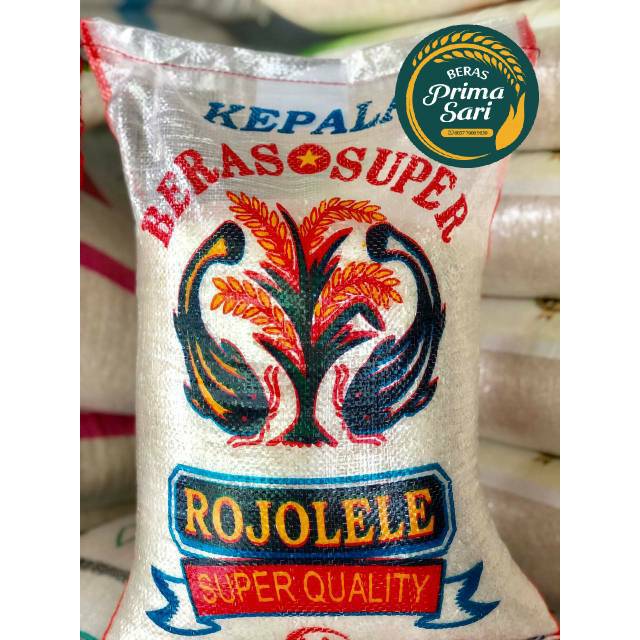 KEPALA
BERAS SUPER
ROJOLELE
SUPER QUALITY
BERAS
Prima
Sari